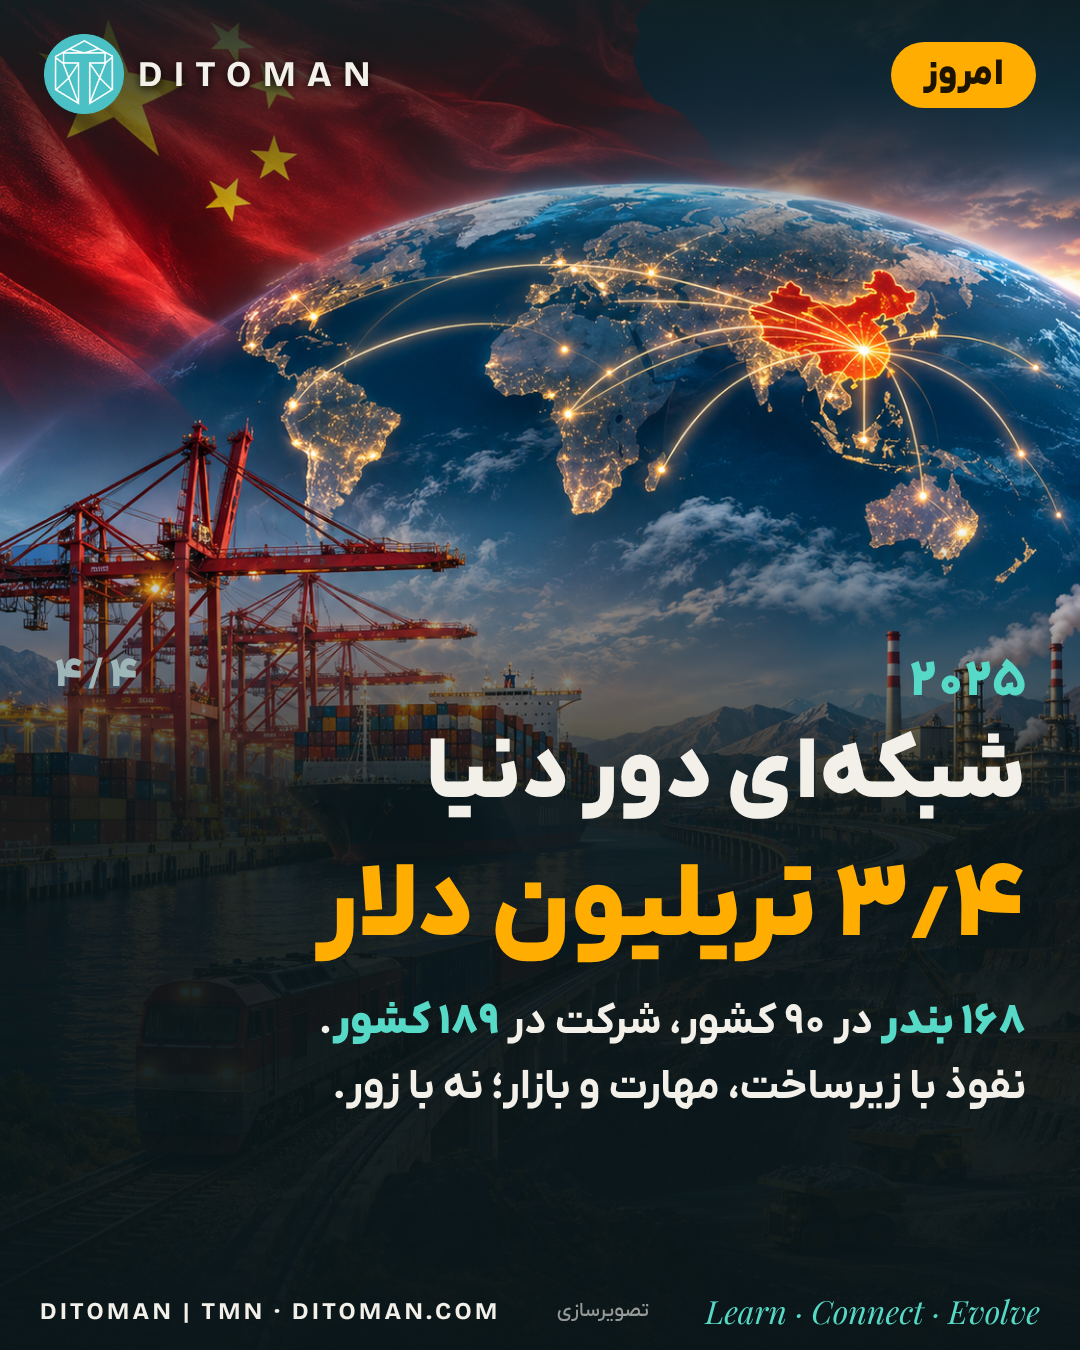 DITOMAN
امروز
۲۰۲۵
۴/۴
شبکه‌ای دور دنیا
۳٫۴ تریلیون دلار
۱۶۸ بندر در ۹۰ کشور، شرکت در ۱۸۹ کشور.
نفوذ با زیرساخت، مهارت و بازار؛ نه با زور.
DITOMAN | TMN · DITOMAN.COM
تصویرسازی
Learn · Connect · Evolve